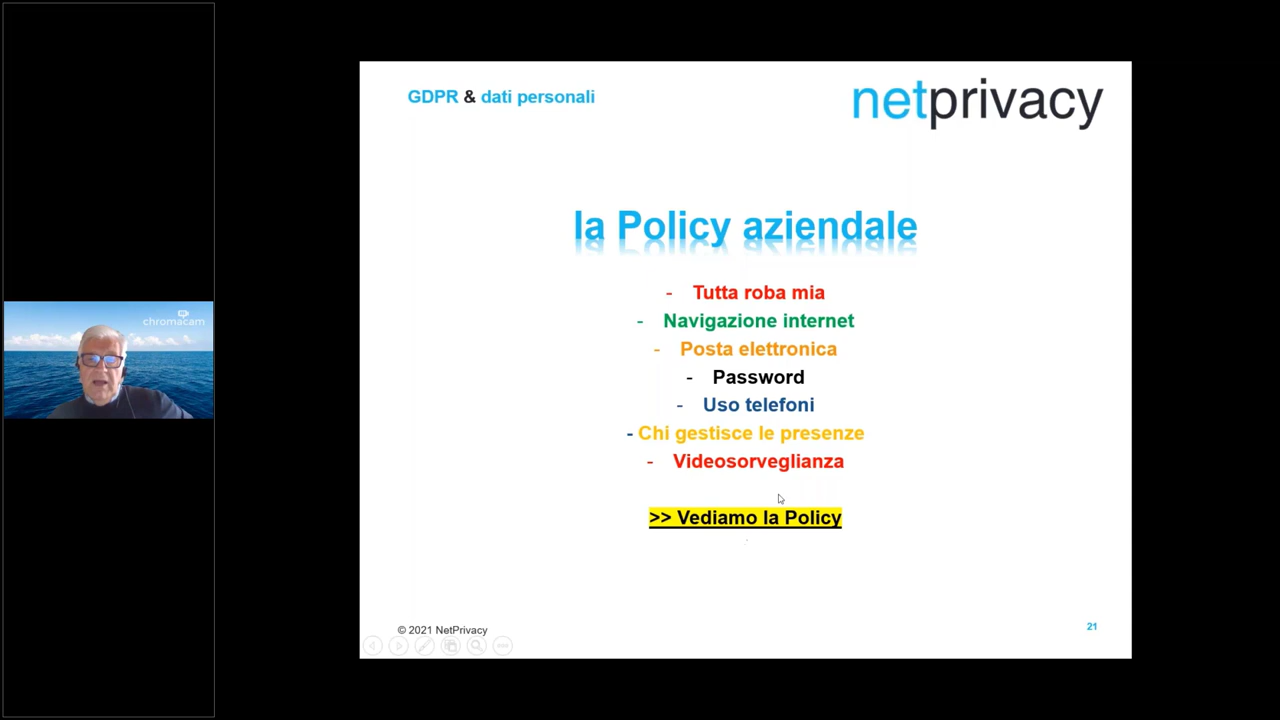 GDPR & dati personali
netprivacy
la Policy aziendale
- Tutta roba mia
- Navigazione internet
- Posta elettronica
- Password
- Uso telefoni
- Chi gestisce le presenze
- Videosorveglianza
>> Vediamo la Policy
chromacam
© 2021 NetPrivacy
21